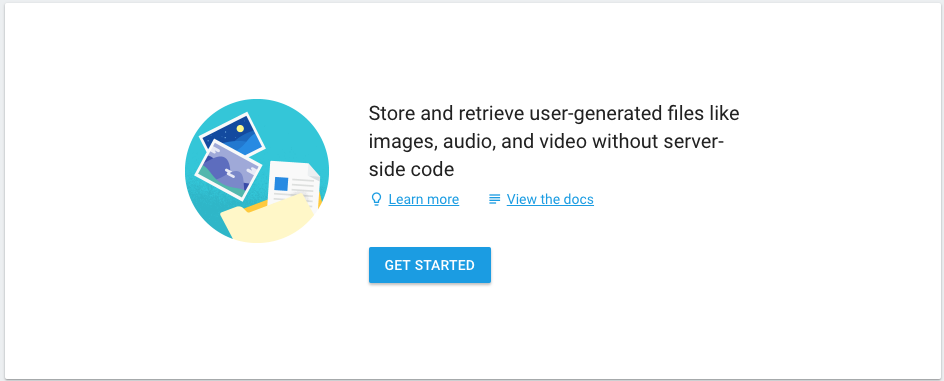 Store and retrieve user-generated files like
images, audio, and video without server-
side code
Learn more View the docs
GET STARTED